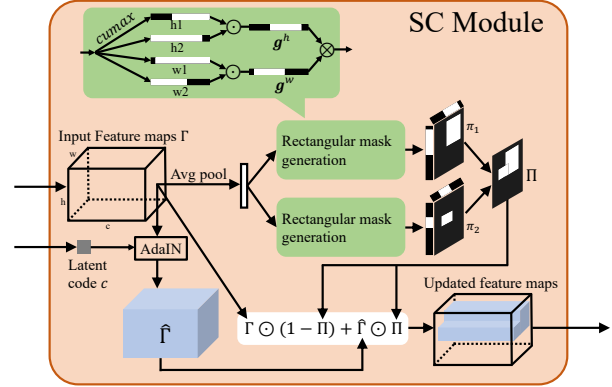 SC Module
cumax
h1
h2
w1
w2
g^h
g^w
Input Feature maps Γ
w
h
c
Avg pool
Rectangular mask
generation
Rectangular mask
generation
π₁
π₂
Π
Latent
code c
AdaIN
Γ̂
Γ ⊙ (1 − Π) + Γ̂ ⊙ Π
Updated feature maps